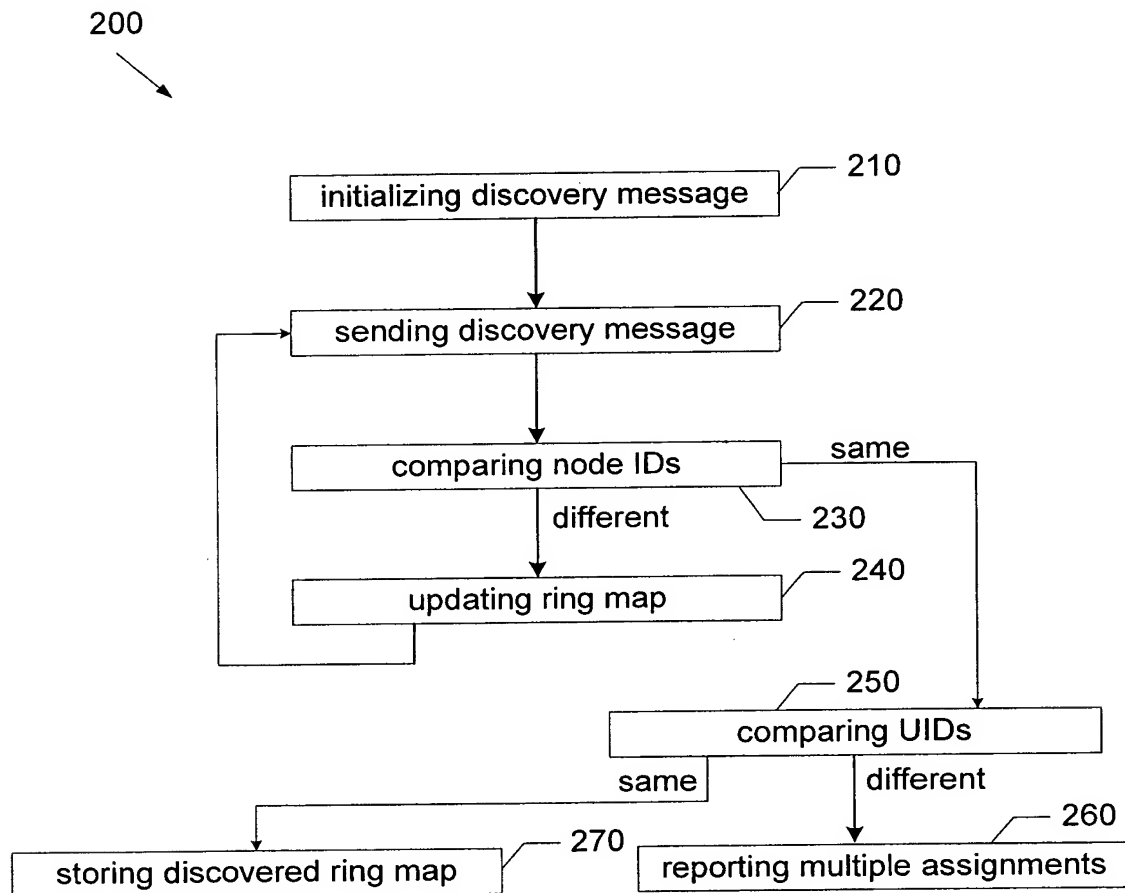 200
210
initializing discovery message
220
sending discovery message
same
comparing node IDs
different
230
240
updating ring map
250
comparing UIDs
same
different
260
270
storing discovered ring map
reporting multiple assignments